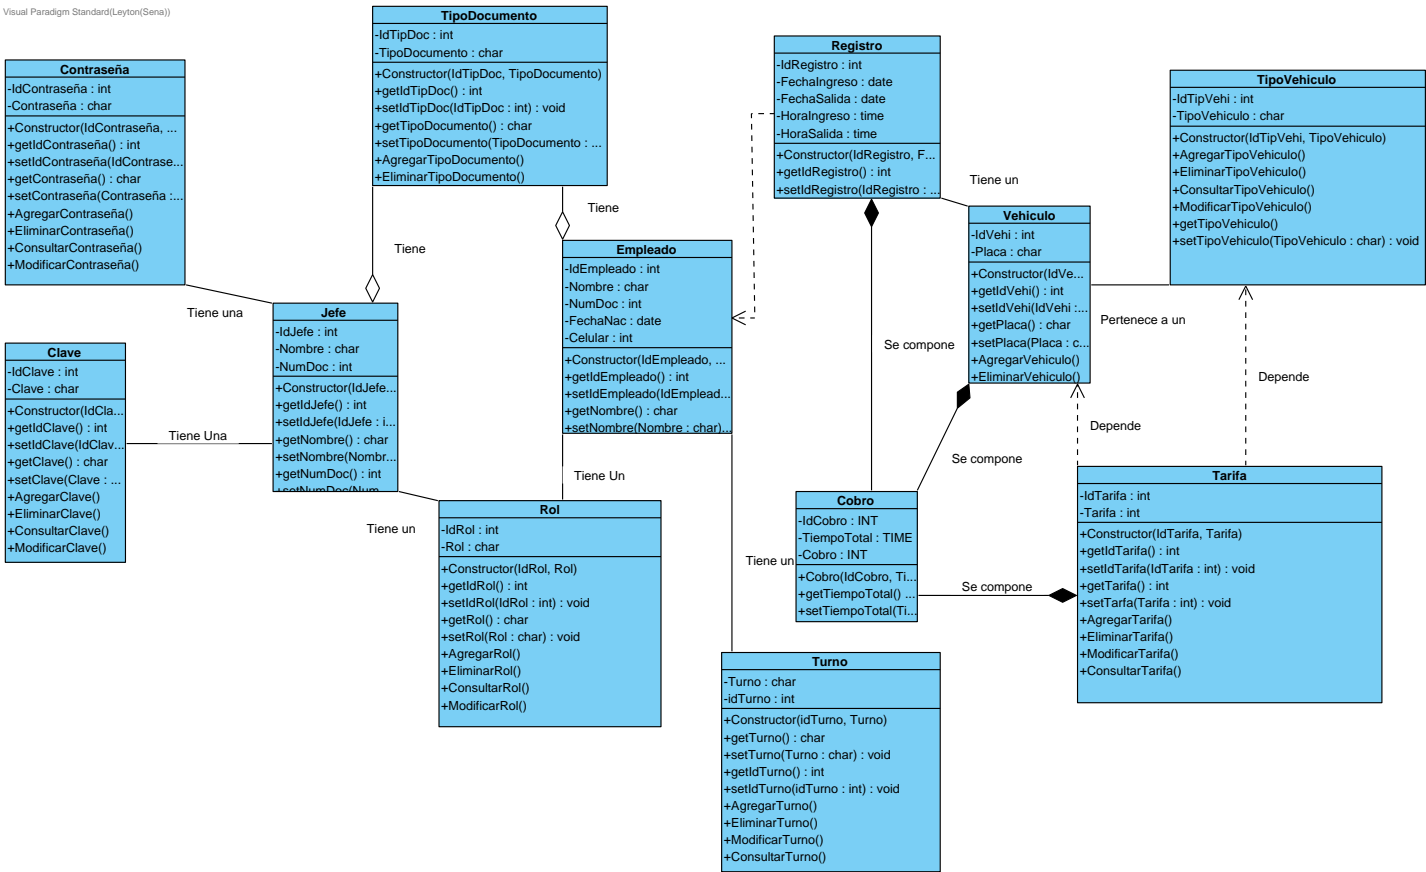 Visual Paradigm Standard(Leyton(Sena))
Contraseña
-IdContraseña : int
-Contraseña : char
+Constructor(IdContraseña, ...
+getIdContraseña() : int
+setIdContraseña(IdContrase...
+getContraseña() : char
+setContraseña(Contraseña :...
+AgregarContraseña()
+EliminarContraseña()
+ConsultarContraseña()
+ModificarContraseña()
TipoDocumento
-IdTipDoc : int
-TipoDocumento : char
+Constructor(IdTipDoc, TipoDocumento)
+getIdTipDoc() : int
+setIdTipDoc(IdTipDoc : int) : void
+getTipoDocumento() : char
+setTipoDocumento(TipoDocumento : ...
+AgregarTipoDocumento()
+EliminarTipoDocumento()
Registro
-IdRegistro : int
-FechaIngreso : date
-FechaSalida : date
-HoraIngreso : time
-HoraSalida : time
+Constructor(IdRegistro, F...
+getIdRegistro() : int
+setIdRegistro(IdRegistro : ...
TipoVehiculo
-IdTipVehi : int
-TipoVehiculo : char
+Constructor(IdTipVehi, TipoVehiculo)
+AgregarTipoVehiculo()
+EliminarTipoVehiculo()
+ConsultarTipoVehiculo()
+ModificarTipoVehiculo()
+getTipoVehiculo()
+setTipoVehiculo(TipoVehiculo : char) : void
Tiene un
Tiene
Tiene
Vehiculo
-IdVehi : int
-Placa : char
+Constructor(IdVe...
+getIdVehi() : int
+setIdVehi(IdVehi :...
+getPlaca() : char
+setPlaca(Placa : c...
+AgregarVehiculo()
+EliminarVehiculo()
Empleado
-IdEmpleado : int
-Nombre : char
-NumDoc : int
-FechaNac : date
-Celular : int
+Constructor(IdEmpleado, ...
+getIdEmpleado() : int
+setIdEmpleado(IdEmplead...
+getNombre() : char
+setNombre(Nombre : char)...
Tiene una
Jefe
-IdJefe : int
-Nombre : char
-NumDoc : int
+Constructor(IdJefe...
+getIdJefe() : int
+setIdJefe(IdJefe : i...
+getNombre() : char
+setNombre(Nombr...
+getNumDoc() : int
+setNumDoc(Num...
Pertenece a un
Se compone
Clave
-IdClave : int
-Clave : char
+Constructor(IdCla...
+getIdClave() : int
+setIdClave(IdClav...
+getClave() : char
+setClave(Clave : ...
+AgregarClave()
+EliminarClave()
+ConsultarClave()
+ModificarClave()
Tiene Una
Depende
Depende
Se compone
Tiene Un
Tiene un
Rol
-IdRol : int
-Rol : char
+Constructor(IdRol, Rol)
+getIdRol() : int
+setIdRol(IdRol : int) : void
+getRol() : char
+setRol(Rol : char) : void
+AgregarRol()
+EliminarRol()
+ConsultarRol()
+ModificarRol()
Cobro
-IdCobro : INT
-TiempoTotal : TIME
-Cobro : INT
+Cobro(IdCobro, Ti...
+getTiempoTotal() ...
+setTiempoTotal(Ti...
Tiene un
Se compone
Tarifa
-IdTarifa : int
-Tarifa : int
+Constructor(IdTarifa, Tarifa)
+getIdTarifa() : int
+setIdTarifa(IdTarifa : int) : void
+getTarifa() : int
+setTarfa(Tarifa : int) : void
+AgregarTarifa()
+EliminarTarifa()
+ModificarTarifa()
+ConsultarTarifa()
Turno
-Turno : char
-idTurno : int
+Constructor(idTurno, Turno)
+getTurno() : char
+setTurno(Turno : char) : void
+getIdTurno() : int
+setIdTurno(idTurno : int) : void
+AgregarTurno()
+EliminarTurno()
+ModificarTurno()
+ConsultarTurno()